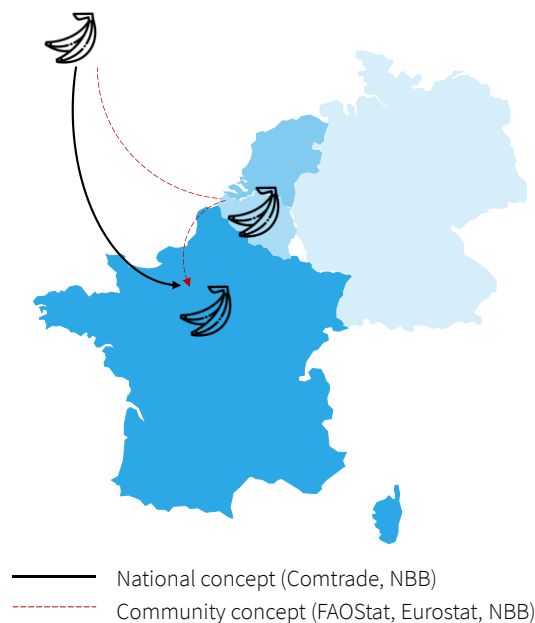 National concept (Comtrade, NBB)
Community concept (FAOStat, Eurostat, NBB)